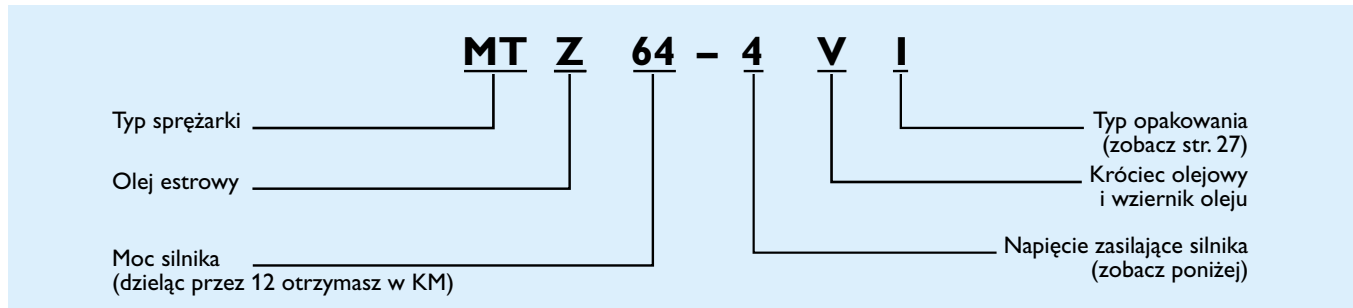 MT Z 64 – 4 V I
Typ sprężarki
Olej estrowy
Moc silnika
(dzieląc przez 12 otrzymasz w KM)
Typ opakowania
(zobacz str. 27)
Króciec olejowy
i wziernik oleju
Napięcie zasilające silnika
(zobacz poniżej)